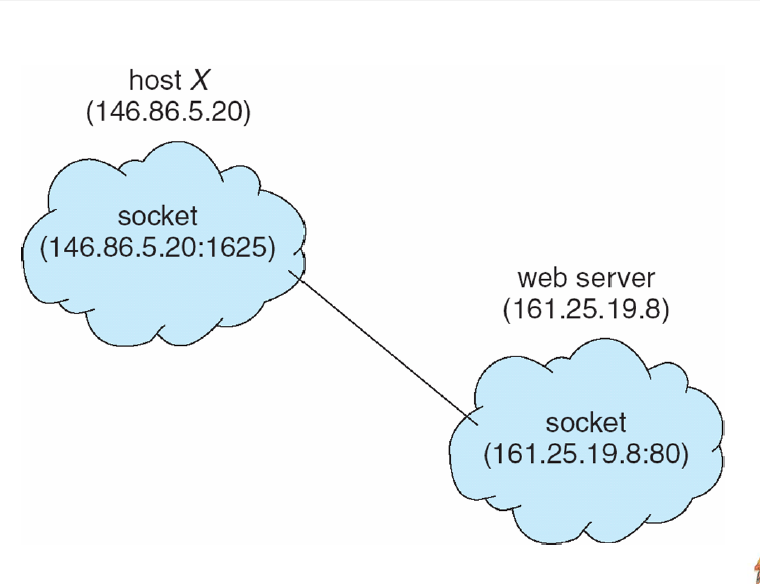 host X
(146.86.5.20)
socket
(146.86.5.20:1625)
web server
(161.25.19.8)
socket
(161.25.19.8:80)